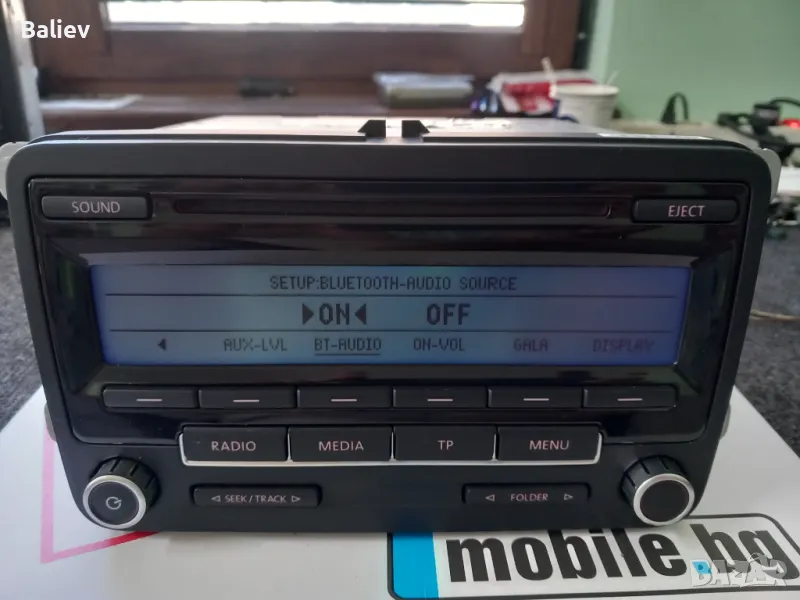 Baliev
SOUND
EJECT
SETUP:BLUETOOTH-AUDIO SOURCE
▶ON◀ OFF
◀ AUX-LVL BT-AUDIO ON-VOL GALA DISPLAY
RADIO MEDIA TP MENU
◁ SEEK / TRACK ▷
◁ FOLDER ▷
mobile.bg
BAZAR